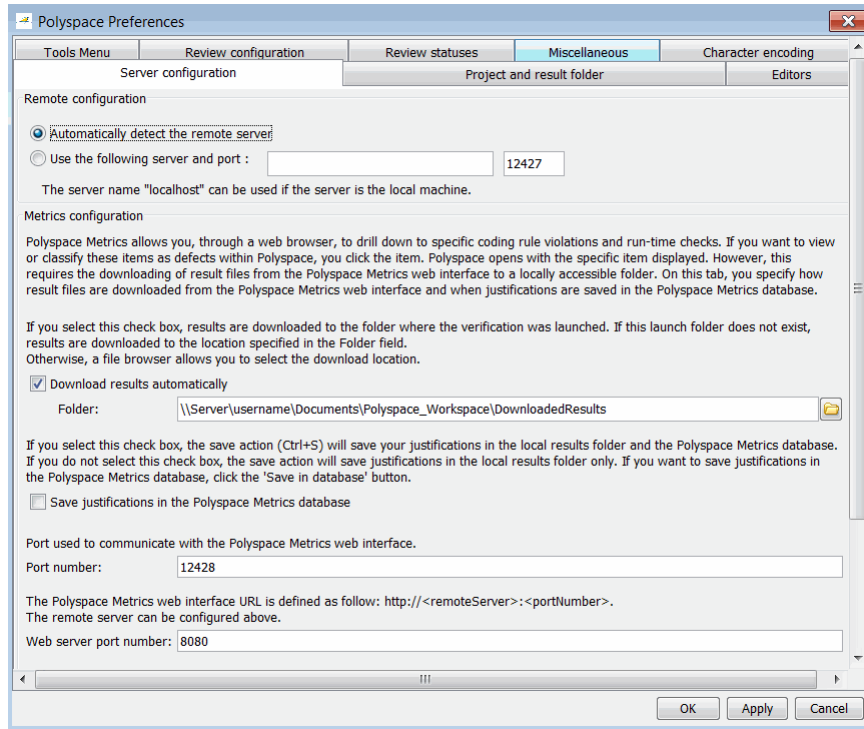 Polyspace Preferences
Tools Menu Review configuration Review statuses Miscellaneous Character encoding
Server configuration Project and result folder Editors
Remote configuration
Automatically detect the remote server
Use the following server and port : 12427
The server name "localhost" can be used if the server is the local machine.
Metrics configuration
Polyspace Metrics allows you, through a web browser, to drill down to specific coding rule violations and run-time checks. If you want to view
or classify these items as defects within Polyspace, you click the item. Polyspace opens with the specific item displayed. However, this
requires the downloading of result files from the Polyspace Metrics web interface to a locally accessible folder. On this tab, you specify how
result files are downloaded from the Polyspace Metrics web interface and when justifications are saved in the Polyspace Metrics database.
If you select this check box, results are downloaded to the folder where the verification was launched. If this launch folder does not exist,
results are downloaded to the location specified in the Folder field.
Otherwise, a file browser allows you to select the download location.
Download results automatically
Folder: \\Server\username\Documents\Polyspace_Workspace\DownloadedResults
If you select this check box, the save action (Ctrl+S) will save your justifications in the local results folder and the Polyspace Metrics database.
If you do not select this check box, the save action will save justifications in the local results folder only. If you want to save justifications in
the Polyspace Metrics database, click the 'Save in database' button.
Save justifications in the Polyspace Metrics database
Port used to communicate with the Polyspace Metrics web interface.
Port number: 12428
The Polyspace Metrics web interface URL is defined as follow: http://<remoteServer>:<portNumber>.
The remote server can be configured above.
Web server port number: 8080
OK Apply Cancel